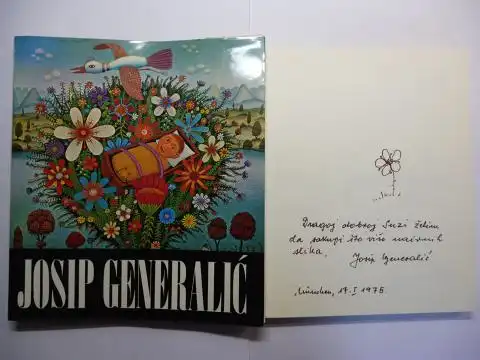 JOSIP GENERALIĆ
Dragoj dobroj Suzi želim
da sakupi što više naivnih
slika,
Josip Generalić
München, 17. I 1975.